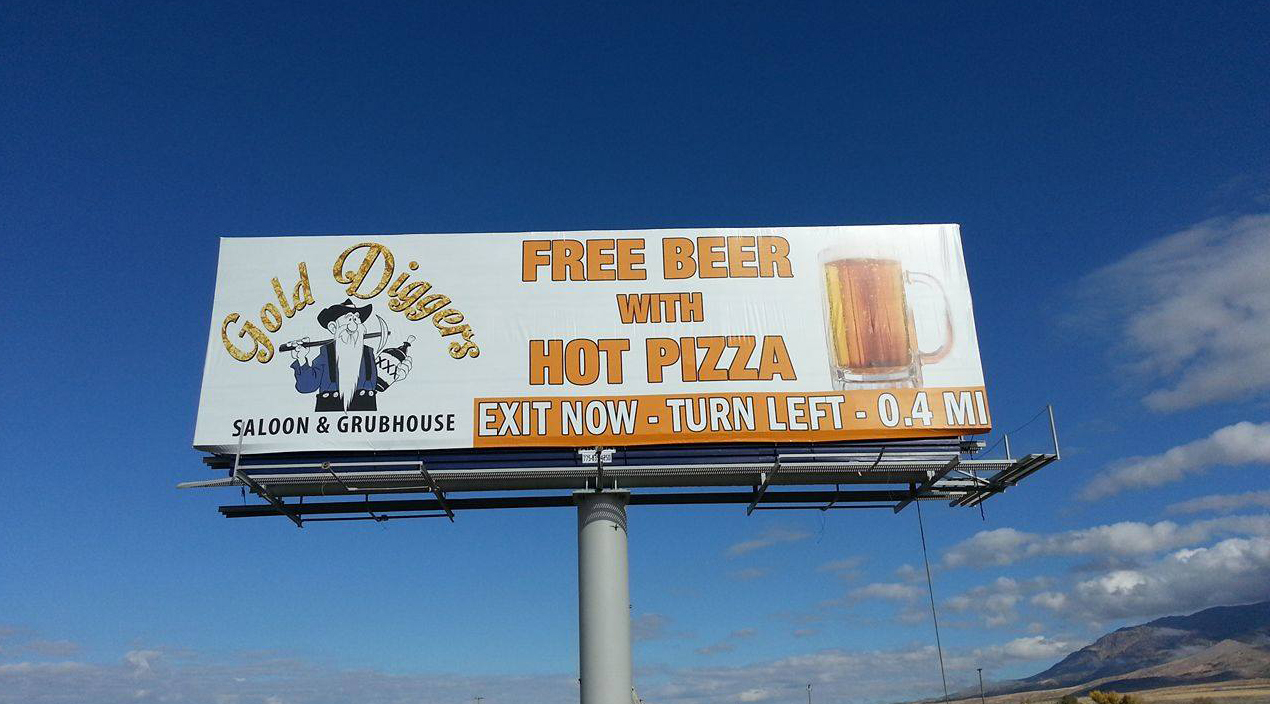 Gold Diggers
SALOON & GRUBHOUSE
FREE BEER
WITH
HOT PIZZA
EXIT NOW - TURN LEFT - 0.4 MI